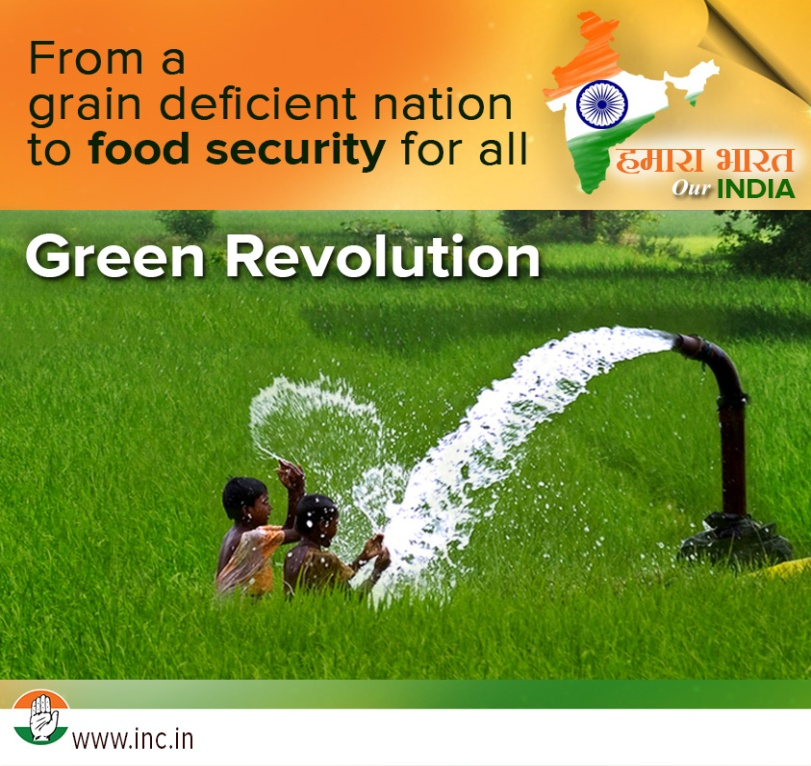 From a
grain deficient nation
to food security for all
हमारा भारत
Our INDIA
Green Revolution
www.inc.in